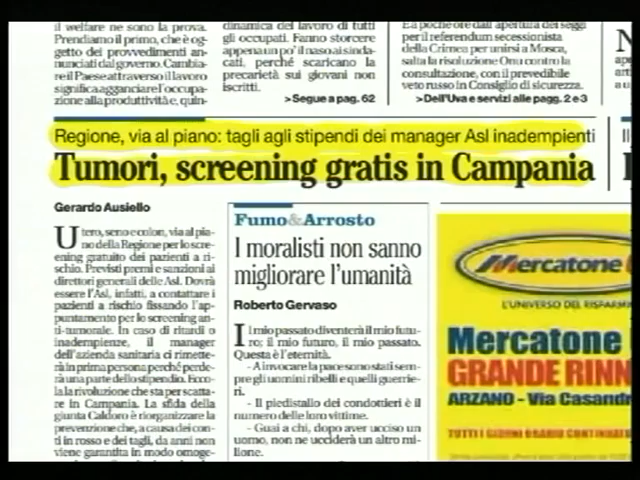 il welfare ne sono la prova.
Prendiamo il primo, che è og-
getto dei provvedimenti an-
nunciati dal governo. Cambia-
re il Paese attraverso il lavoro
significa agganciare l'occupa-
zione alla produttività e, quin-
dinamica del lavoro di tutti
gli occupati. Fanno storcere
appena un po' il naso ai sinda-
cati, perché scaricano la
precarietà sui giovani non
iscritti.
>Segue a pag. 62
E a poche ore dall'apertura dei seggi
per il referendum secessionista
della Crimea per unirsi a Mosca,
salta la risoluzione Onu contro la
consultazione, con il prevedibile
veto russo in Consiglio di sicurezza.
>Dell'Uva e servizi alle pagg. 2 e 3
Regione, via al piano: tagli agli stipendi dei manager Asl inadempienti
Tumori, screening gratis in Campania
Gerardo Ausiello
Utero, seno e colon, via al pia-
no della Regione per lo scre-
ening gratuito dei pazienti a ri-
schio. Previsti premi e sanzioni ai
direttori generali delle Asl. Dovrà
essere l'Asl, infatti, a contattare i
pazienti a rischio fissando l'ap-
puntamento per lo screening an-
ti-tumorale. In caso di ritardi o
inadempienze, il manager
dell'azienda sanitaria ci rimette-
rà in prima persona perché perde-
rà una parte dello stipendio. Ecco-
la la rivoluzione che sta per scatta-
re in Campania. La sfida della
giunta Caldoro è riorganizzare la
prevenzione che, a causa dei con-
ti in rosso e dei tagli, da anni non
viene garantita in modo omoge-
Fumo&Arrosto
I moralisti non sanno
migliorare l'umanità
Roberto Gervaso
Il mio passato diventerà il mio futu-
ro; il mio futuro, il mio passato.
Questa è l'eternità.
- A invocare la pace sono stati sem-
pre gli uomini ribelli e quelli guerrie-
ri.
- Il piedistallo dei condottieri è il
numero delle loro vittime.
- Guai a chi, dopo aver ucciso un
uomo, non ne ucciderà un altro mi-
lione.
Mercatone
L'UNIVERSO DEL RISPARM
Mercatone
GRANDE RINN
ARZANO - Via Casandr
TUTTI I GIORNI ORARIO CONTINUAT